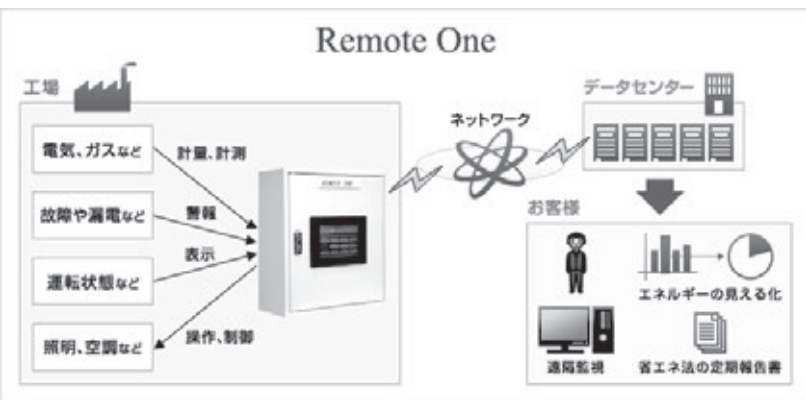 Remote One
工場
電気、ガスなど
計量、計測
故障や漏電など
警報
運転状態など
表示
照明、空調など
操作、制御
REMOTE ONE
ネットワーク
データセンター
お客様
エネルギーの見える化
遠隔監視
省エネ法の定期報告書